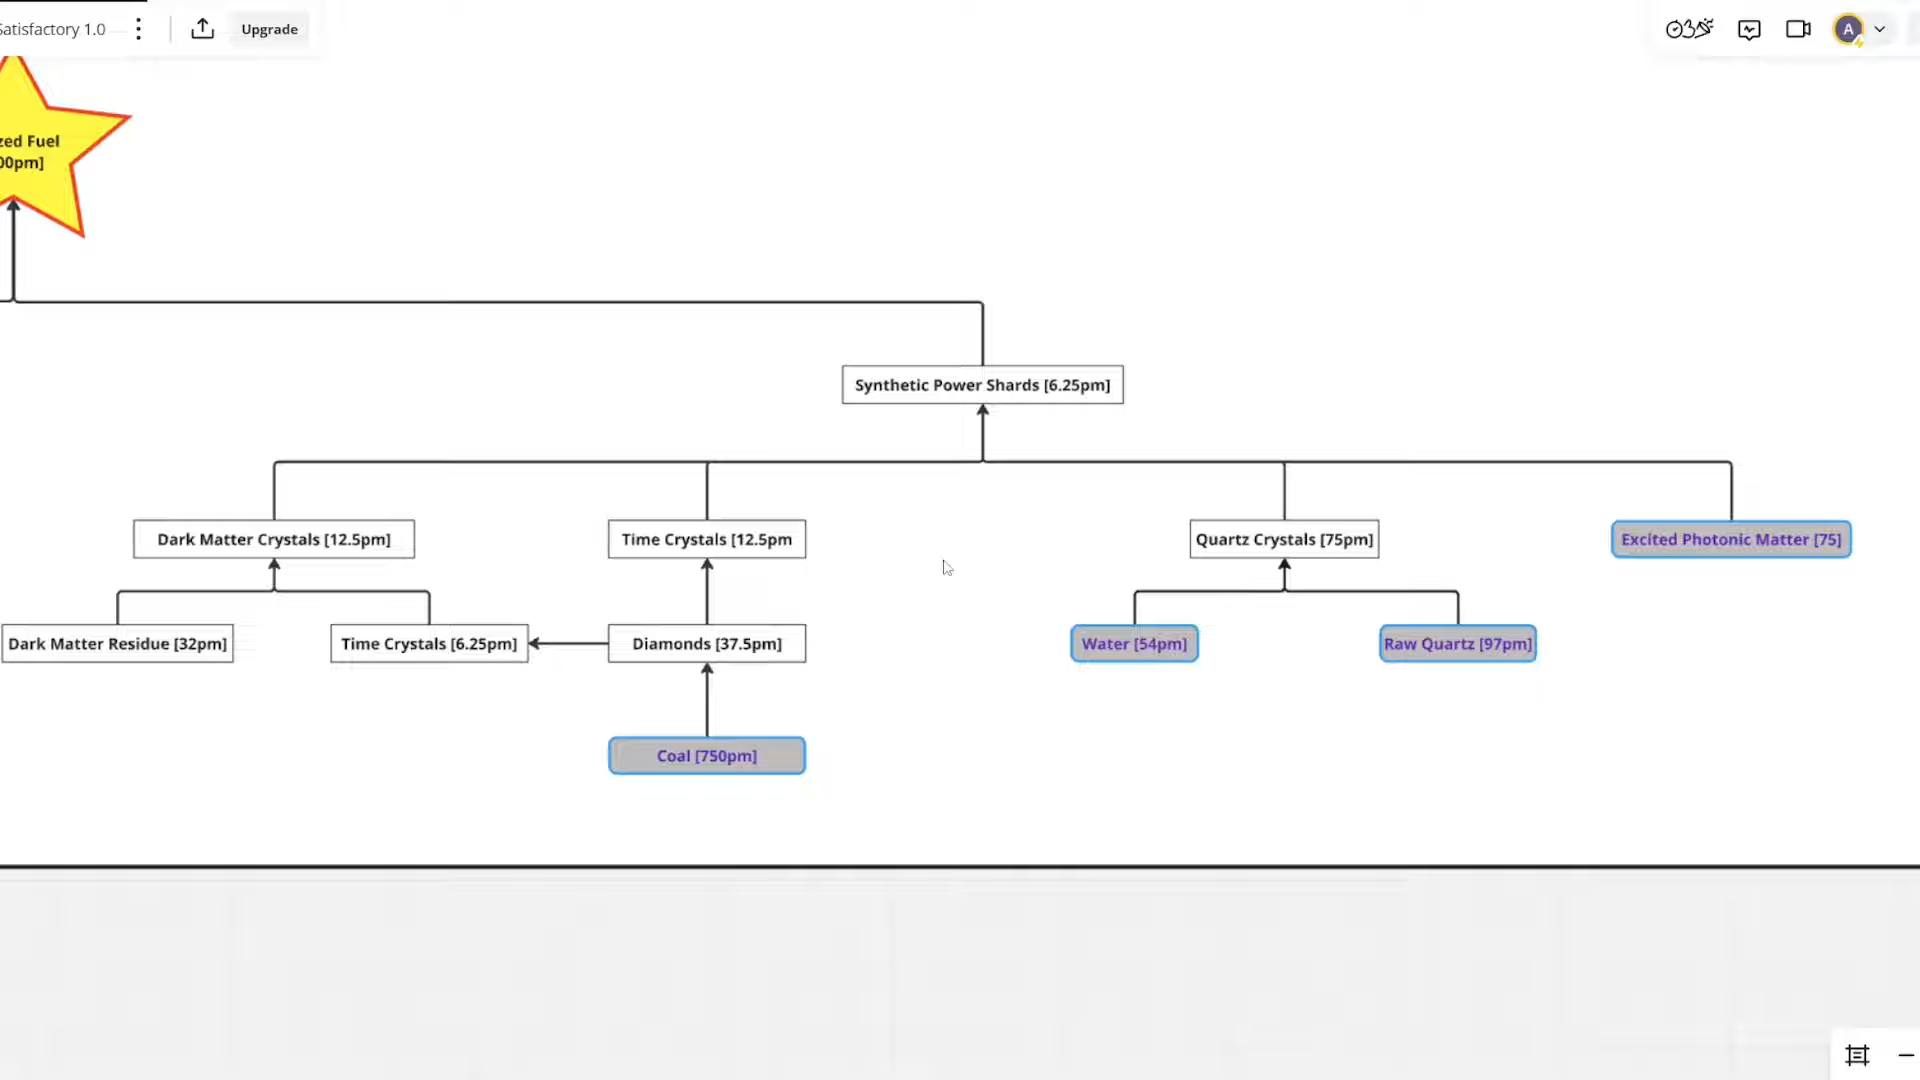 Satisfactory 1.0
Upgrade
A
zed Fuel
00pm]
Synthetic Power Shards [6.25pm]
Dark Matter Crystals [12.5pm]
Time Crystals [12.5pm
Quartz Crystals [75pm]
Excited Photonic Matter [75]
Dark Matter Residue [32pm]
Time Crystals [6.25pm]
Diamonds [37.5pm]
Water [54pm]
Raw Quartz [97pm]
Coal [750pm]